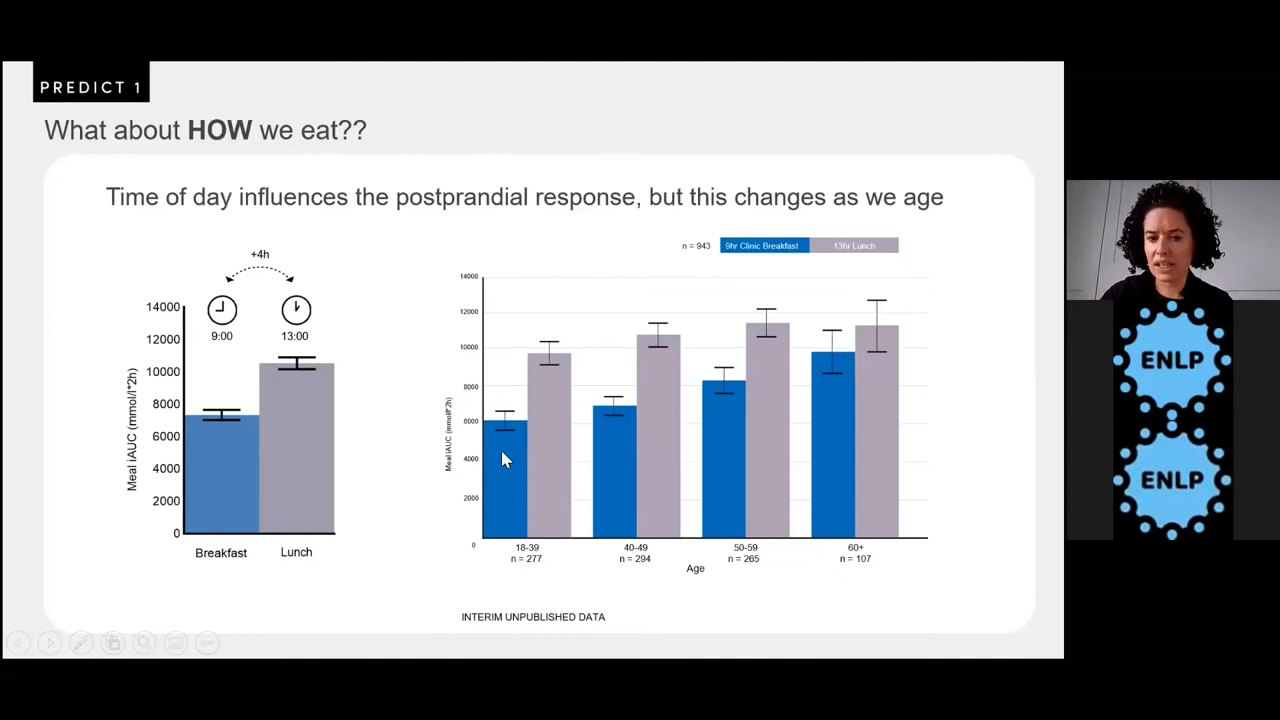 PREDICT 1
What about HOW we eat??
Time of day influences the postprandial response, but this changes as we age
+4h
9:00
13:00
Meal iAUC (mmol/l*2h)
14000
12000
10000
8000
6000
4000
2000
0
Breakfast
Lunch
n = 943
9hr Clinic Breakfast
13hr Lunch
Meal iAUC (mmol/l*2h)
14000
12000
10000
8000
6000
4000
2000
0
18-39
n = 277
40-49
n = 294
50-59
n = 265
60+
n = 107
Age
INTERIM UNPUBLISHED DATA
ENLP
ENLP